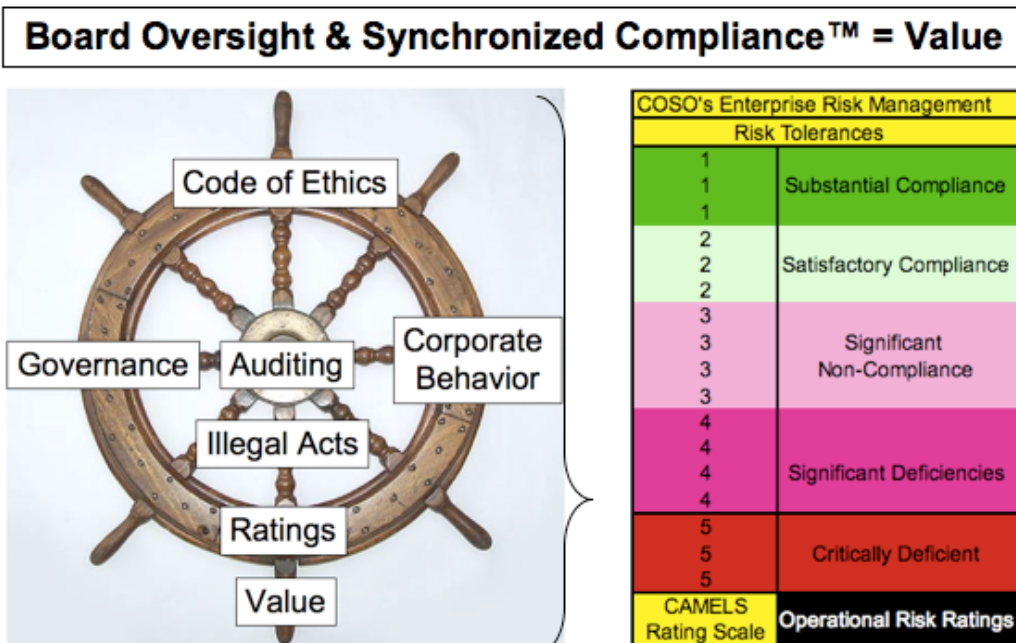 Board Oversight & Synchronized Compliance™ = Value
Code of Ethics
Governance
Auditing
Corporate
Behavior
Illegal Acts
Ratings
Value
COSO's Enterprise Risk Management
Risk Tolerances
1
1
1
Substantial Compliance
2
2
2
Satisfactory Compliance
3
3
3
3
Significant
Non-Compliance
4
4
4
4
Significant Deficiencies
5
5
5
Critically Deficient
CAMELS
Rating Scale
Operational Risk Ratings